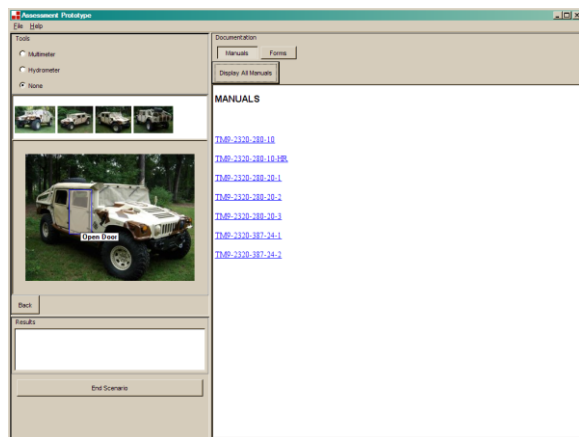 Assessment Prototype
File Help
Tools
Multimeter
Hydrometer
None
Open Door
Back
Results
End Scenario
Documentation
Manuals Forms
Display All Manuals
MANUALS
TM9-2320-280-10
TM9-2320-280-10-HR
TM9-2320-280-20-1
TM9-2320-280-20-2
TM9-2320-280-20-3
TM9-2320-387-24-1
TM9-2320-387-24-2